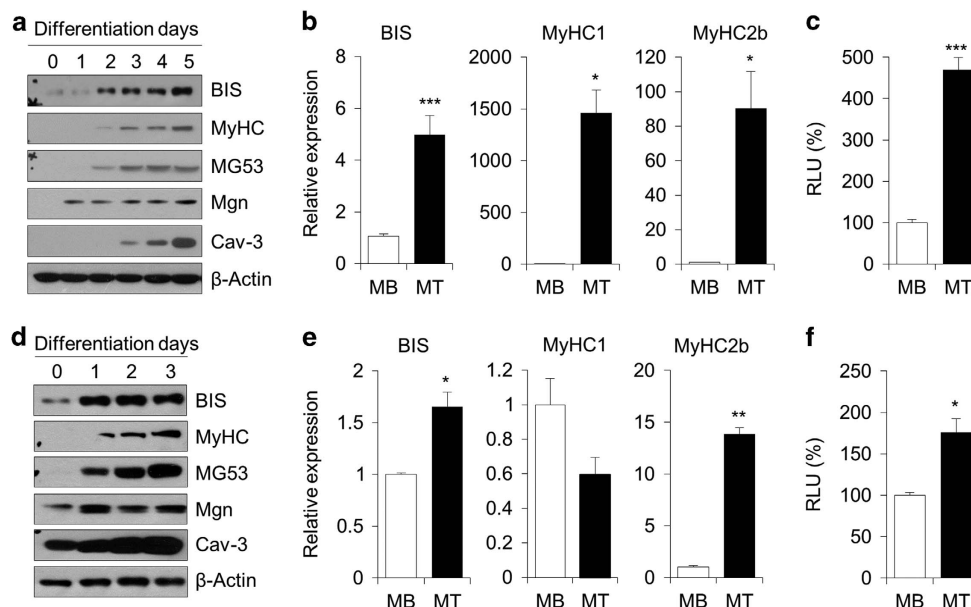 a
Differentiation days
0 1 2 3 4 5
BIS
MyHC
MG53
Mgn
Cav-3
β-Actin
b
Relative expression
BIS
8
6
4
2
0
***
MB MT
MyHC1
2000
1500
1000
500
0
*
MB MT
MyHC2b
120
100
80
60
40
20
0
*
MB MT
c
RLU (%)
500
400
300
200
100
0
***
MB MT
d
Differentiation days
0 1 2 3
BIS
MyHC
MG53
Mgn
Cav-3
β-Actin
e
Relative expression
BIS
2
1.5
1
0.5
0
*
MB MT
MyHC1
1.2
1
0.8
0.6
0.4
0.2
0
MB MT
MyHC2b
20
15
10
5
0
**
MB MT
f
RLU (%)
250
200
150
100
50
0
*
MB MT